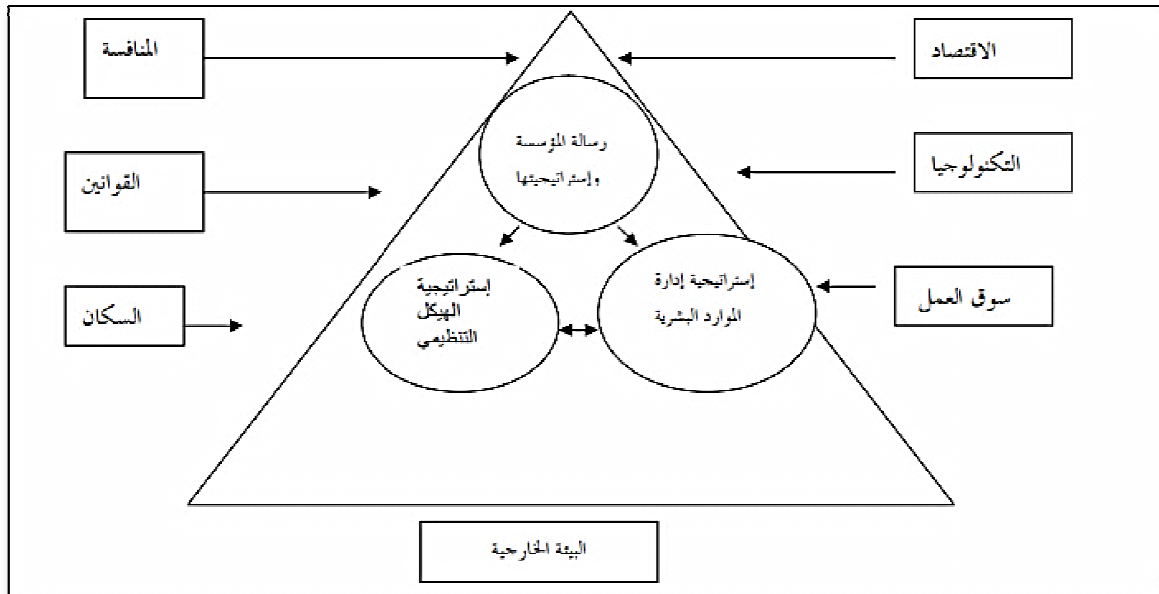 الاقتصاد
المنافسة
رسالة المؤسسة
وإستراتيجيتها
التكنولوجيا
القوانين
إستراتيجية إدارة
الموارد البشرية
إستراتيجية
الهيكل
التنظيمي
سوق العمل
السكان
البيئة الخارجية